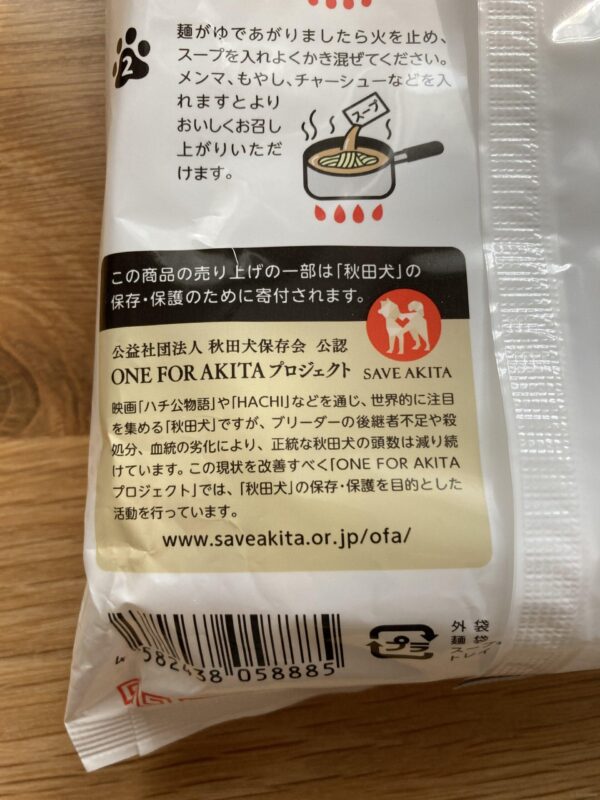 2
麺がゆであがりましたら火を止め、
スープを入れよくかき混ぜてください。
メンマ、もやし、チャーシューなどを入
れますとより
おいしくお召し
上がりいただ
けます。
スープ
この商品の売り上げの一部は「秋田犬」の
保存・保護のために寄付されます。
公益社団法人 秋田犬保存会 公認
ONE FOR AKITA プロジェクト
SAVE AKITA
映画「ハチ公物語」や「HACHI」などを通じ、世界的に注目
を集める「秋田犬」ですが、ブリーダーの後継者不足や殺
処分、血統の劣化により、正統な秋田犬の頭数は減り続
けています。この現状を改善すべく「ONE FOR AKITA
プロジェクト」では、「秋田犬」の保存・保護を目的とした
活動を行っています。
www.saveakita.or.jp/ofa/
582438 058885
プラ
外袋
麺袋
スープ
トレイ